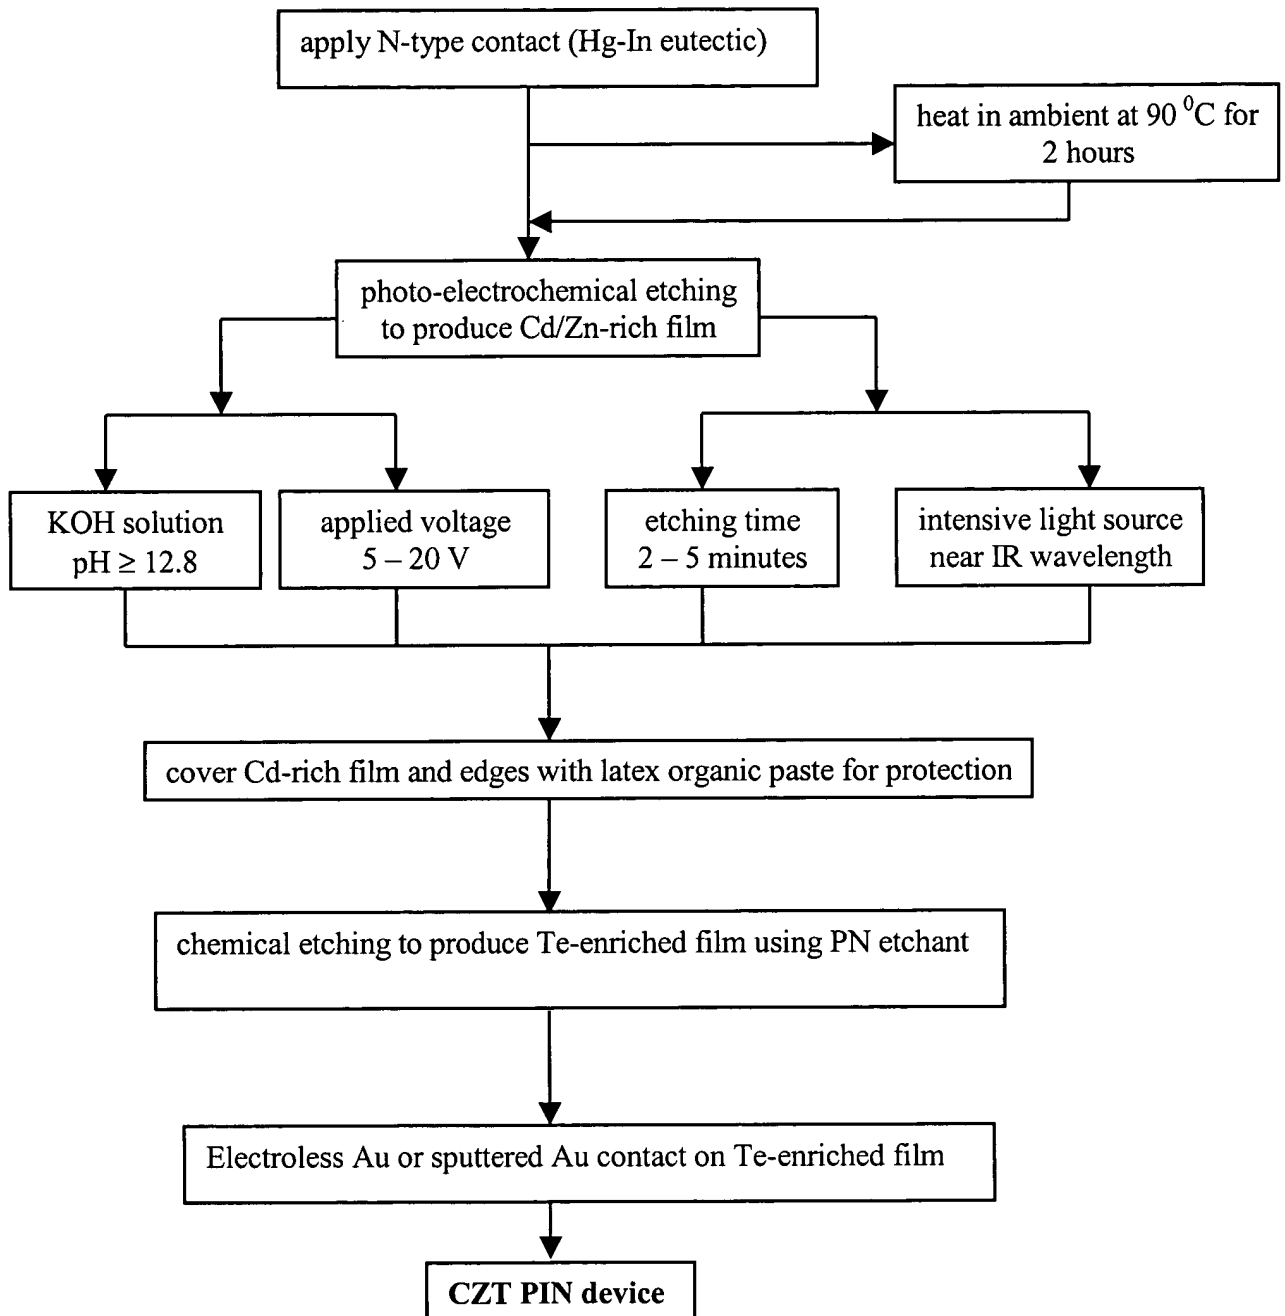 apply N-type contact (Hg-In eutectic)
heat in ambient at 90 ⁰C for
2 hours
photo-electrochemical etching
to produce Cd/Zn-rich film
KOH solution
pH ≥ 12.8
applied voltage
5 – 20 V
etching time
2 – 5 minutes
intensive light source
near IR wavelength
cover Cd-rich film and edges with latex organic paste for protection
chemical etching to produce Te-enriched film using PN etchant
Electroless Au or sputtered Au contact on Te-enriched film
CZT PIN device